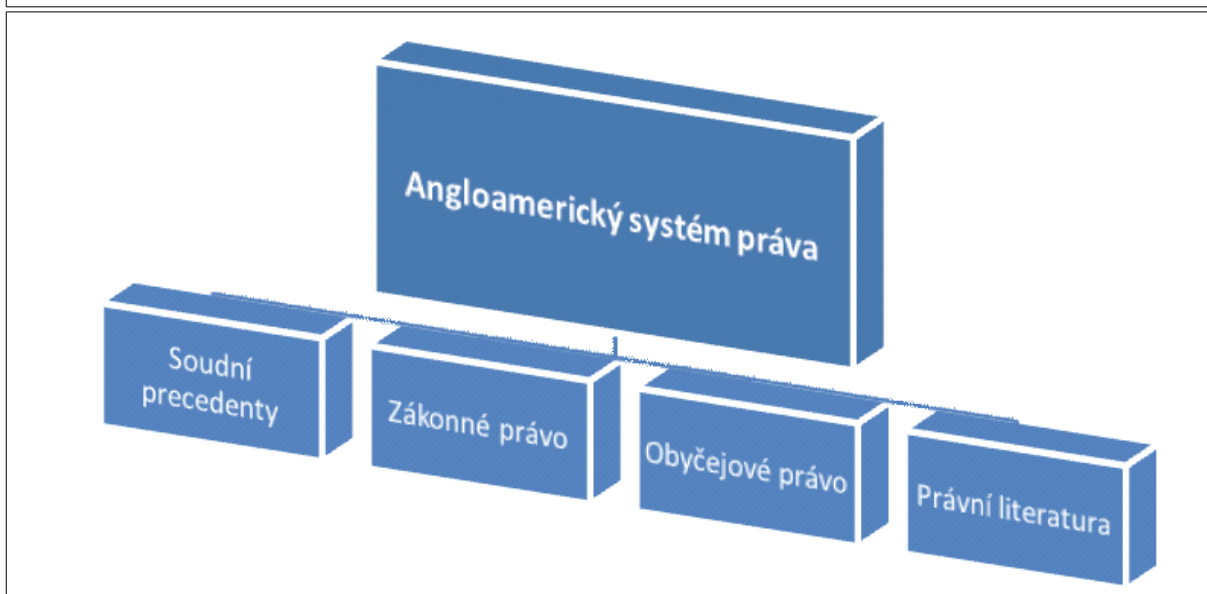 Angloamerický systém práva
Soudní
precedenty
Zákonné právo
Obyčejové právo
Právní literatura